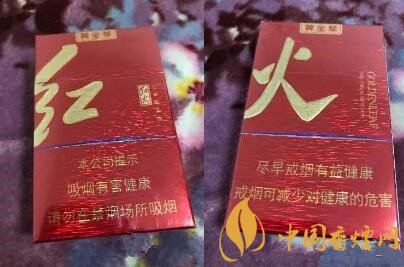 黄金叶
红
本公司提示
吸烟有害健康
请勿在禁烟场所吸烟
黄金叶
火
GOLDEN LEAF
尽早戒烟有益健康
戒烟可减少对健康的危害
中国香烟网